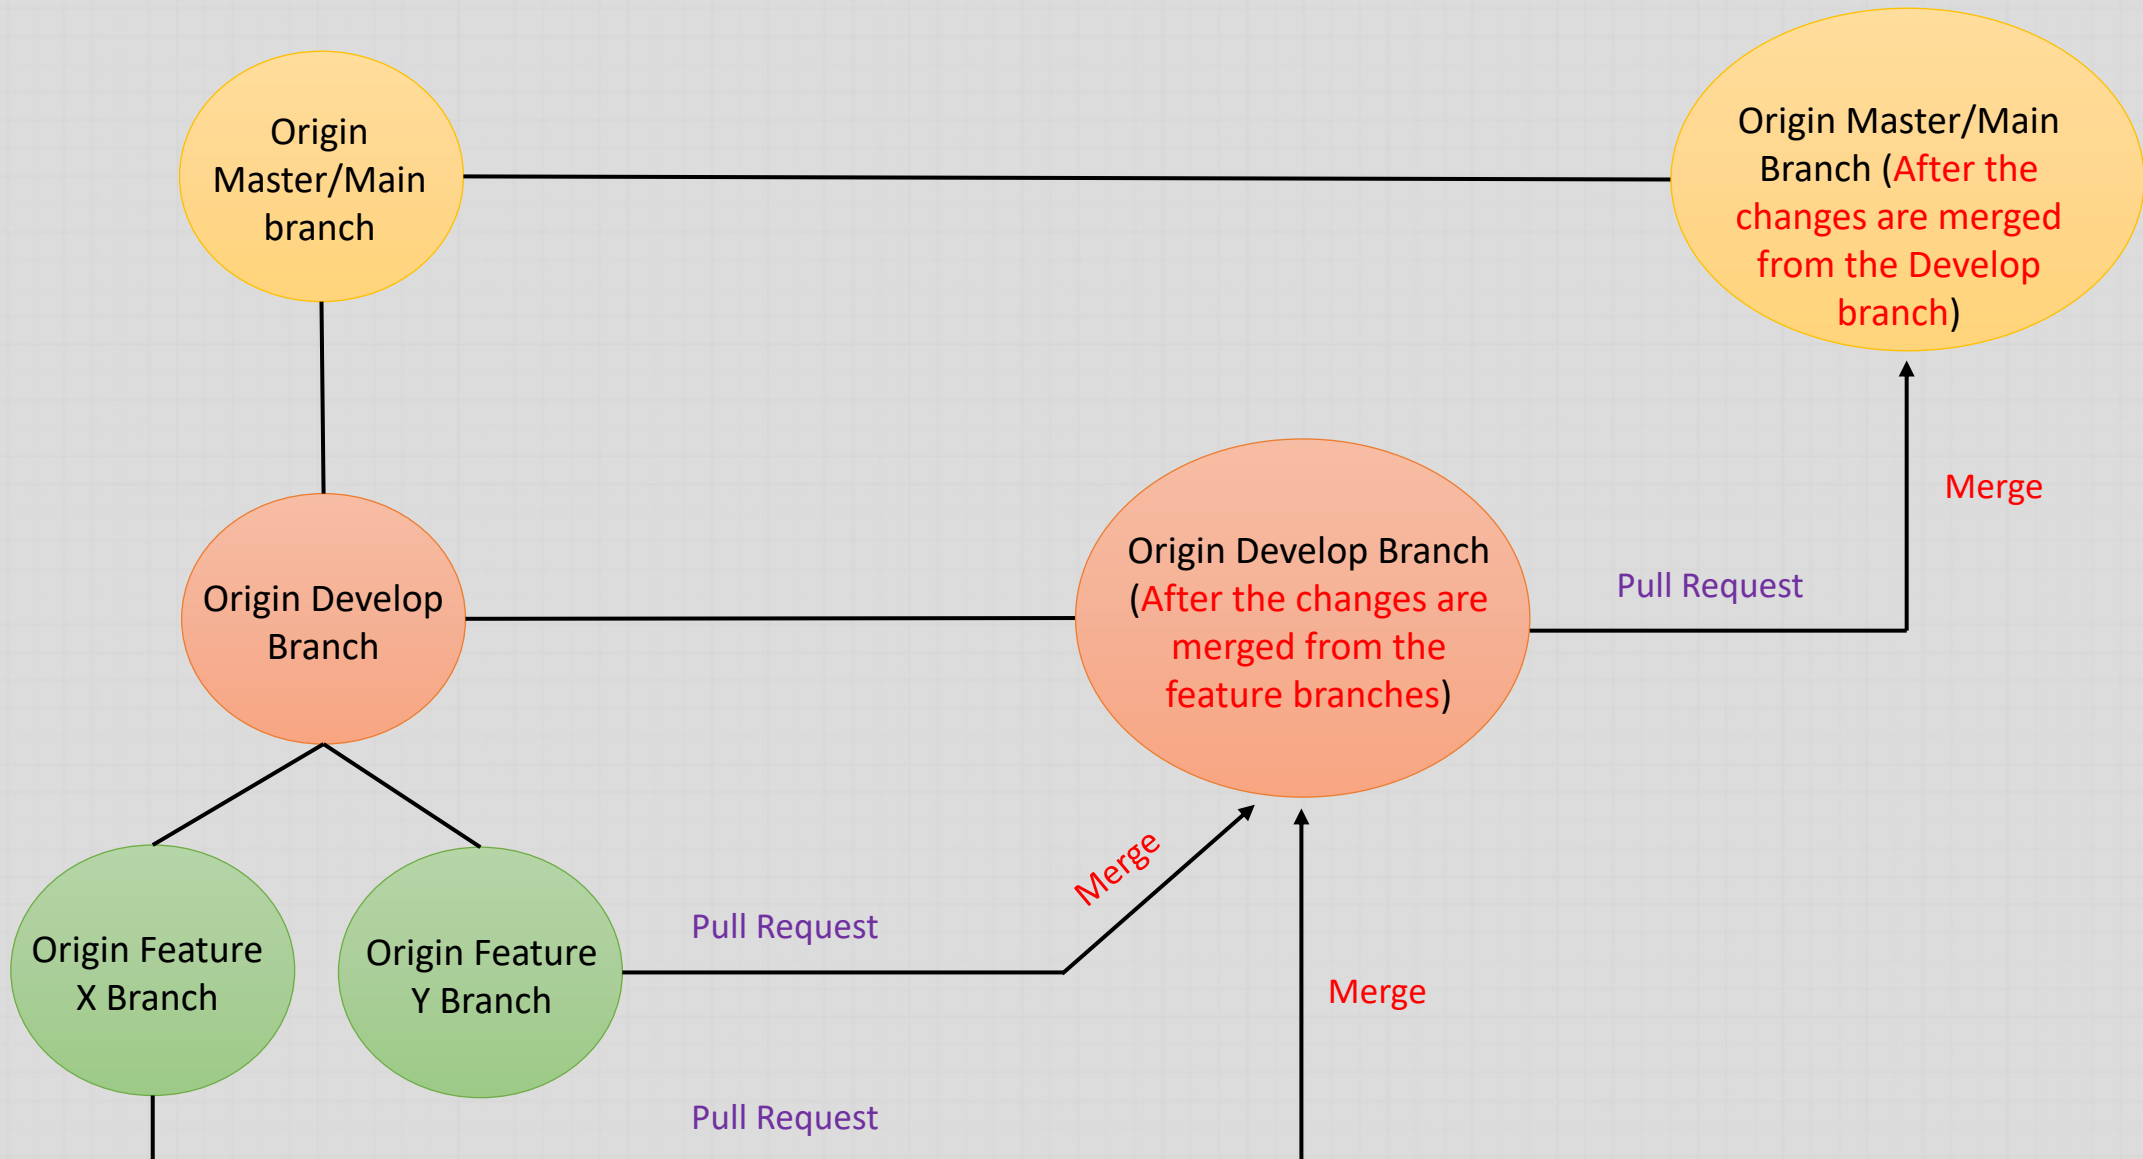 Origin
Master/Main
branch
Origin Master/Main
Branch (After the
changes are merged
from the Develop
branch)
Merge
Origin Develop
Branch
Origin Develop Branch
(After the changes are
merged from the
feature branches)
Pull Request
Merge
Origin Feature
X Branch
Origin Feature
Y Branch
Pull Request
Merge
Pull Request